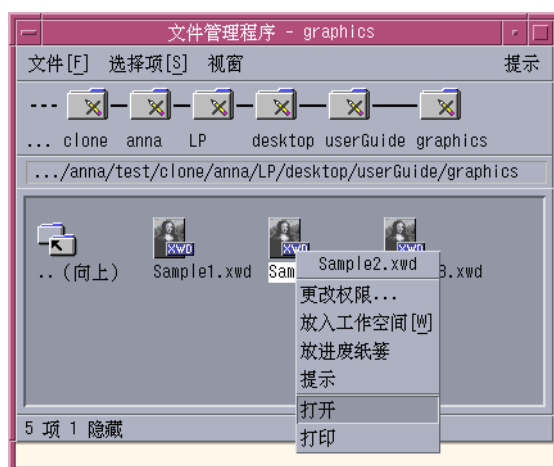 文件管理程序 - graphics
文件[F] 选择项[S] 视窗 提示
... clone anna LP desktop userGuide graphics
.../anna/test/clone/anna/LP/desktop/userGuide/graphics
XWD XWD XWD
..(向上) Sample1.xwd Sam 3.xwd
Sample2.xwd
更改权限...
放入工作空间[W]
放进废纸篓
提示
打开
打印
5 项 1 隐藏